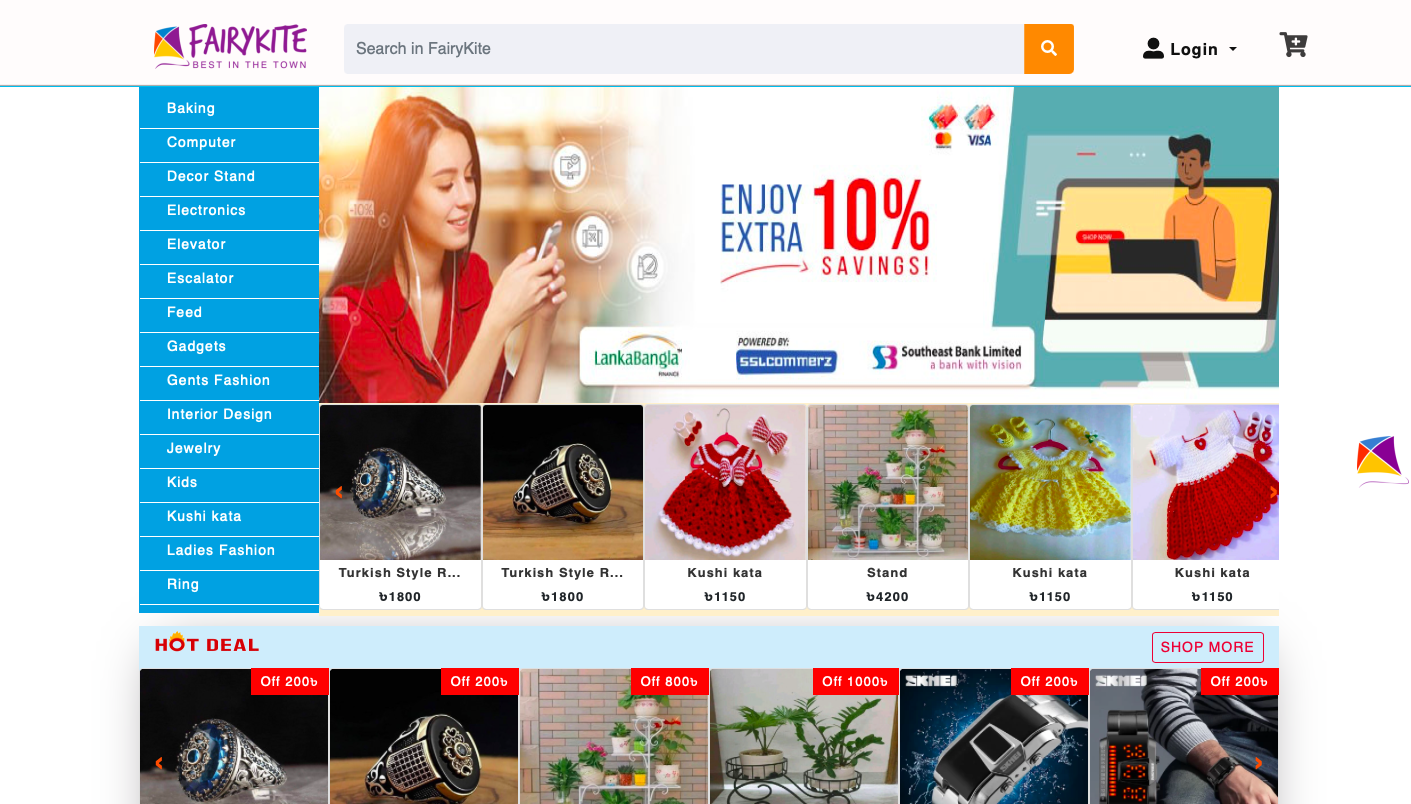 FAIRYKITE
BEST IN THE TOWN
Search in FairyKite
Login
Baking
Computer
Decor Stand
Electronics
Elevator
Escalator
Feed
Gadgets
Gents Fashion
Interior Design
Jewelry
Kids
Kushi kata
Ladies Fashion
Ring
-10%
-57%
VISA
ENJOY
EXTRA
10%
SAVINGS!
SHOP NOW
LankaBangla
FINANCE
POWERED BY:
SSLCOMMERZ
Southeast Bank Limited
a bank with vision
Turkish Style R...
৳1800
Turkish Style R...
৳1800
Kushi kata
৳1150
Stand
৳4200
Kushi kata
৳1150
Kushi kata
৳1150
HOT DEAL
SHOP MORE
Off 200৳
Off 200৳
Off 800৳
Off 1000৳
SKMEI
Off 200৳
SKMEI
Off 200৳